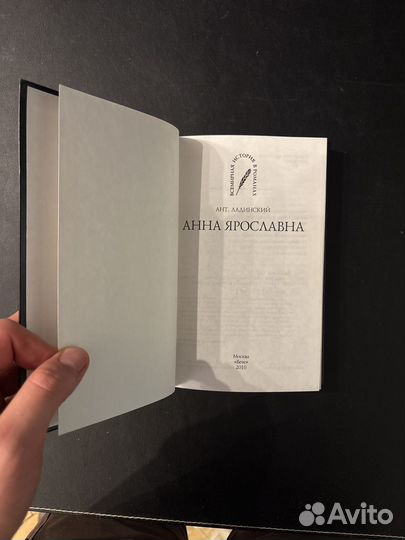 ВСЕМИРНАЯ ИСТОРИЯ В РОМАНАХ
АНТ. ЛАДИНСКИЙ
АННА ЯРОСЛАВНА
Москва
«Вече»
2010
Avito